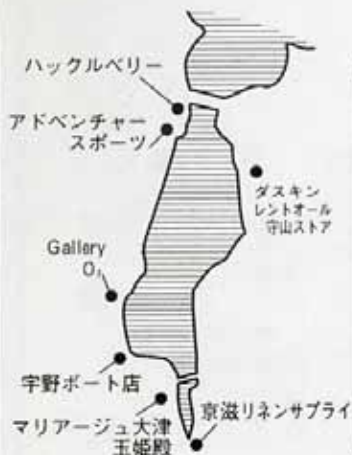 ハックルベリー
アドベンチャー
スポーツ
ダスキン
レントオール
守山ストア
Gallery
O₂
宇野ボート店
マリアージュ大津
玉姫殿
京滋リネンサプライ